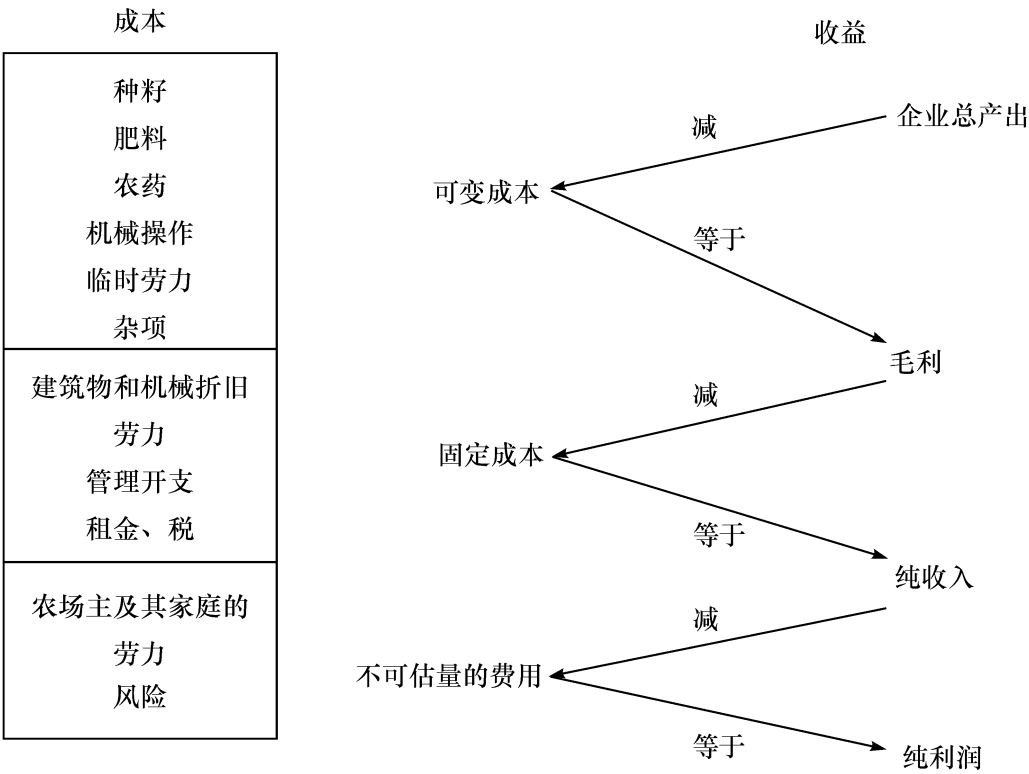 成本
种籽
肥料
农药
机械操作
临时劳力
杂项
建筑物和机械折旧
劳力
管理开支
租金、税
农场主及其家庭的
劳力
风险
收益
企业总产出
减
可变成本
等于
毛利
减
固定成本
等于
纯收入
减
不可估量的费用
等于
纯利润